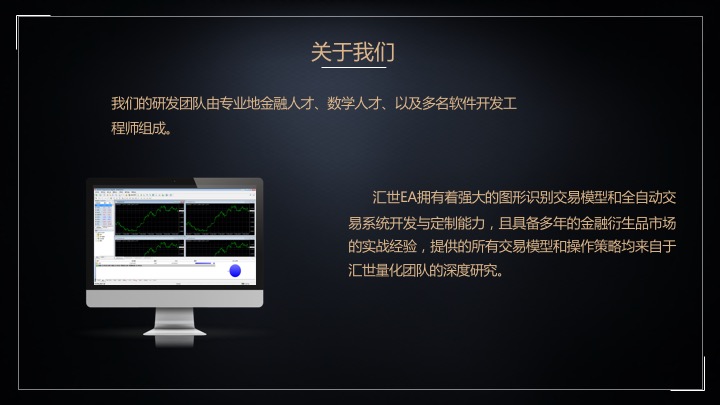 关于我们
我们的研发团队由专业地金融人才、数学人才、以及多名软件开发工
程师组成。
汇世EA拥有着强大的图形识别交易模型和全自动交
易系统开发与定制能力，且具备多年的金融衍生品市场
的实战经验，提供的所有交易模型和操作策略均来自于
汇世量化团队的深度研究。